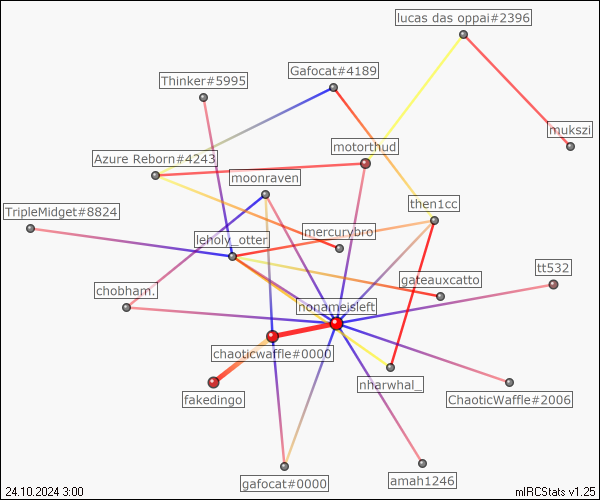 lucas das oppai#2396
Gafocat#4189
Thinker#5995
mukszi
motorthud
Azure Reborn#4243
moonraven
then1cc
TripleMidget#8824
mercurybro
leholy_otter
tt532
gateauxcatto
chobham.
nonameisleft
chaoticwaffle#0000
nharwhal_
fakedingo
ChaoticWaffle#2006
gafocat#0000
amah1246
24.10.2024 3:00
mIRCStats v1.25